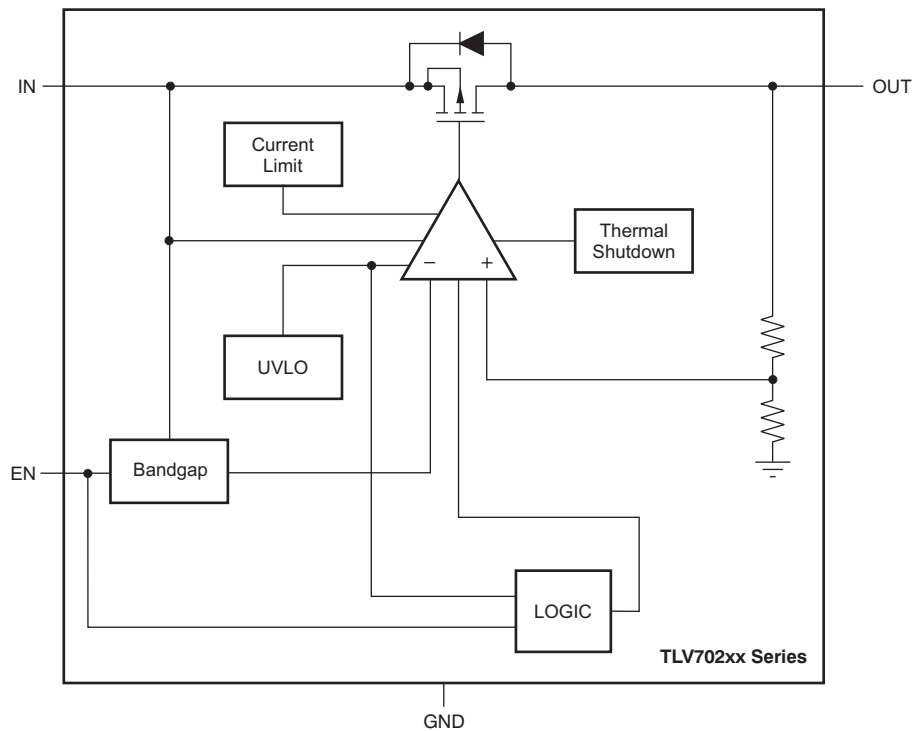 IN
OUT
Current
Limit
Thermal
Shutdown
−
+
UVLO
EN
Bandgap
LOGIC
TLV702xx Series
GND